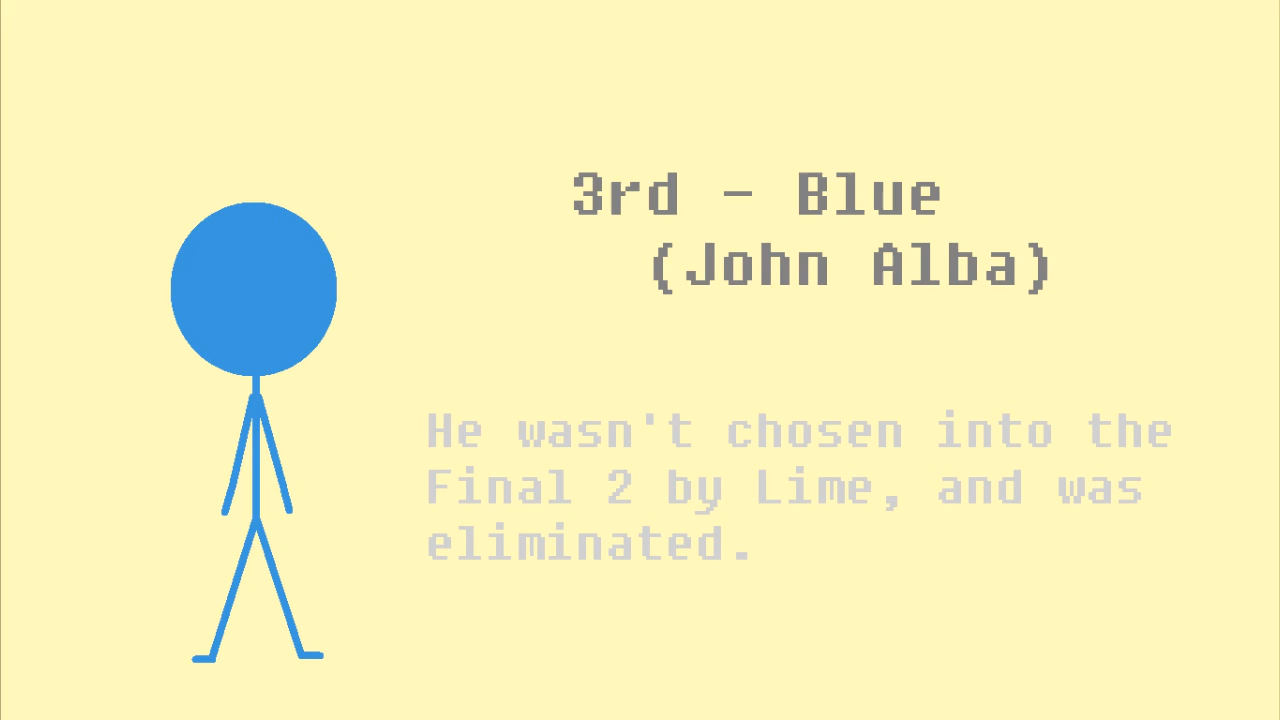 3rd - Blue
(John Alba)
He wasn't chosen into the
Final 2 by Lime, and was
eliminated.